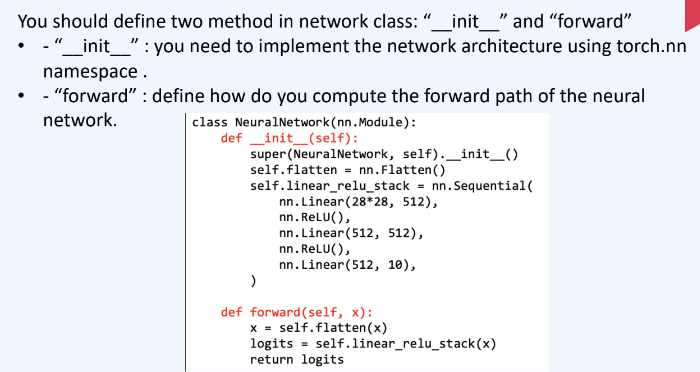 You should define two method in network class: “__init__” and “forward”
• - “__init__” : you need to implement the network architecture using torch.nn
namespace .
• - “forward” : define how do you compute the forward path of the neural
network.
class NeuralNetwork(nn.Module):
    def __init__(self):
        super(NeuralNetwork, self).__init__()
        self.flatten = nn.Flatten()
        self.linear_relu_stack = nn.Sequential(
            nn.Linear(28*28, 512),
            nn.ReLU(),
            nn.Linear(512, 512),
            nn.ReLU(),
            nn.Linear(512, 10),
        )
    def forward(self, x):
        x = self.flatten(x)
        logits = self.linear_relu_stack(x)
        return logits